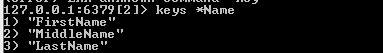 127.0.0.1:6379[2]> keys *Name
1) "FirstName"
2) "MiddleName"
3) "LastName"